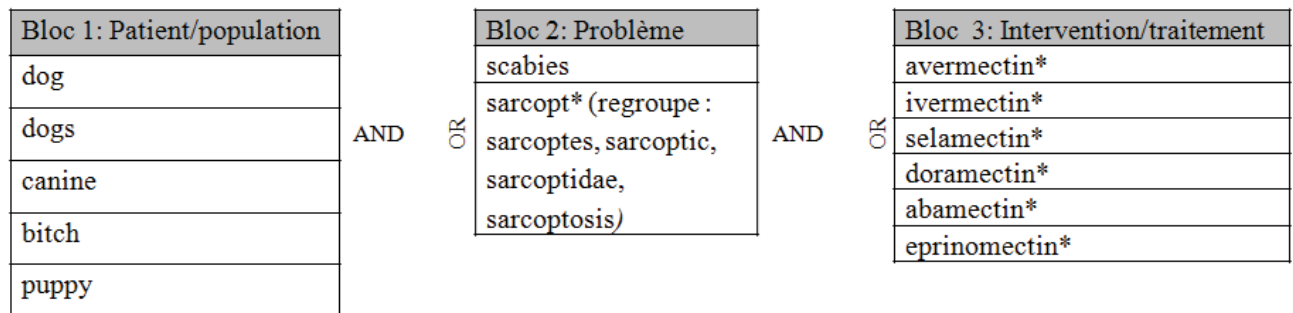 Bloc 1: Patient/population
dog
dogs
canine
bitch
puppy
AND
OR
Bloc 2: Problème
scabies
sarcopt* (regroupe :
sarcoptes, sarcoptic,
sarcoptidae,
sarcoptosis)
AND
OR
Bloc 3: Intervention/traitement
avermectin*
ivermectin*
selamectin*
doramectin*
abamectin*
eprinomectin*